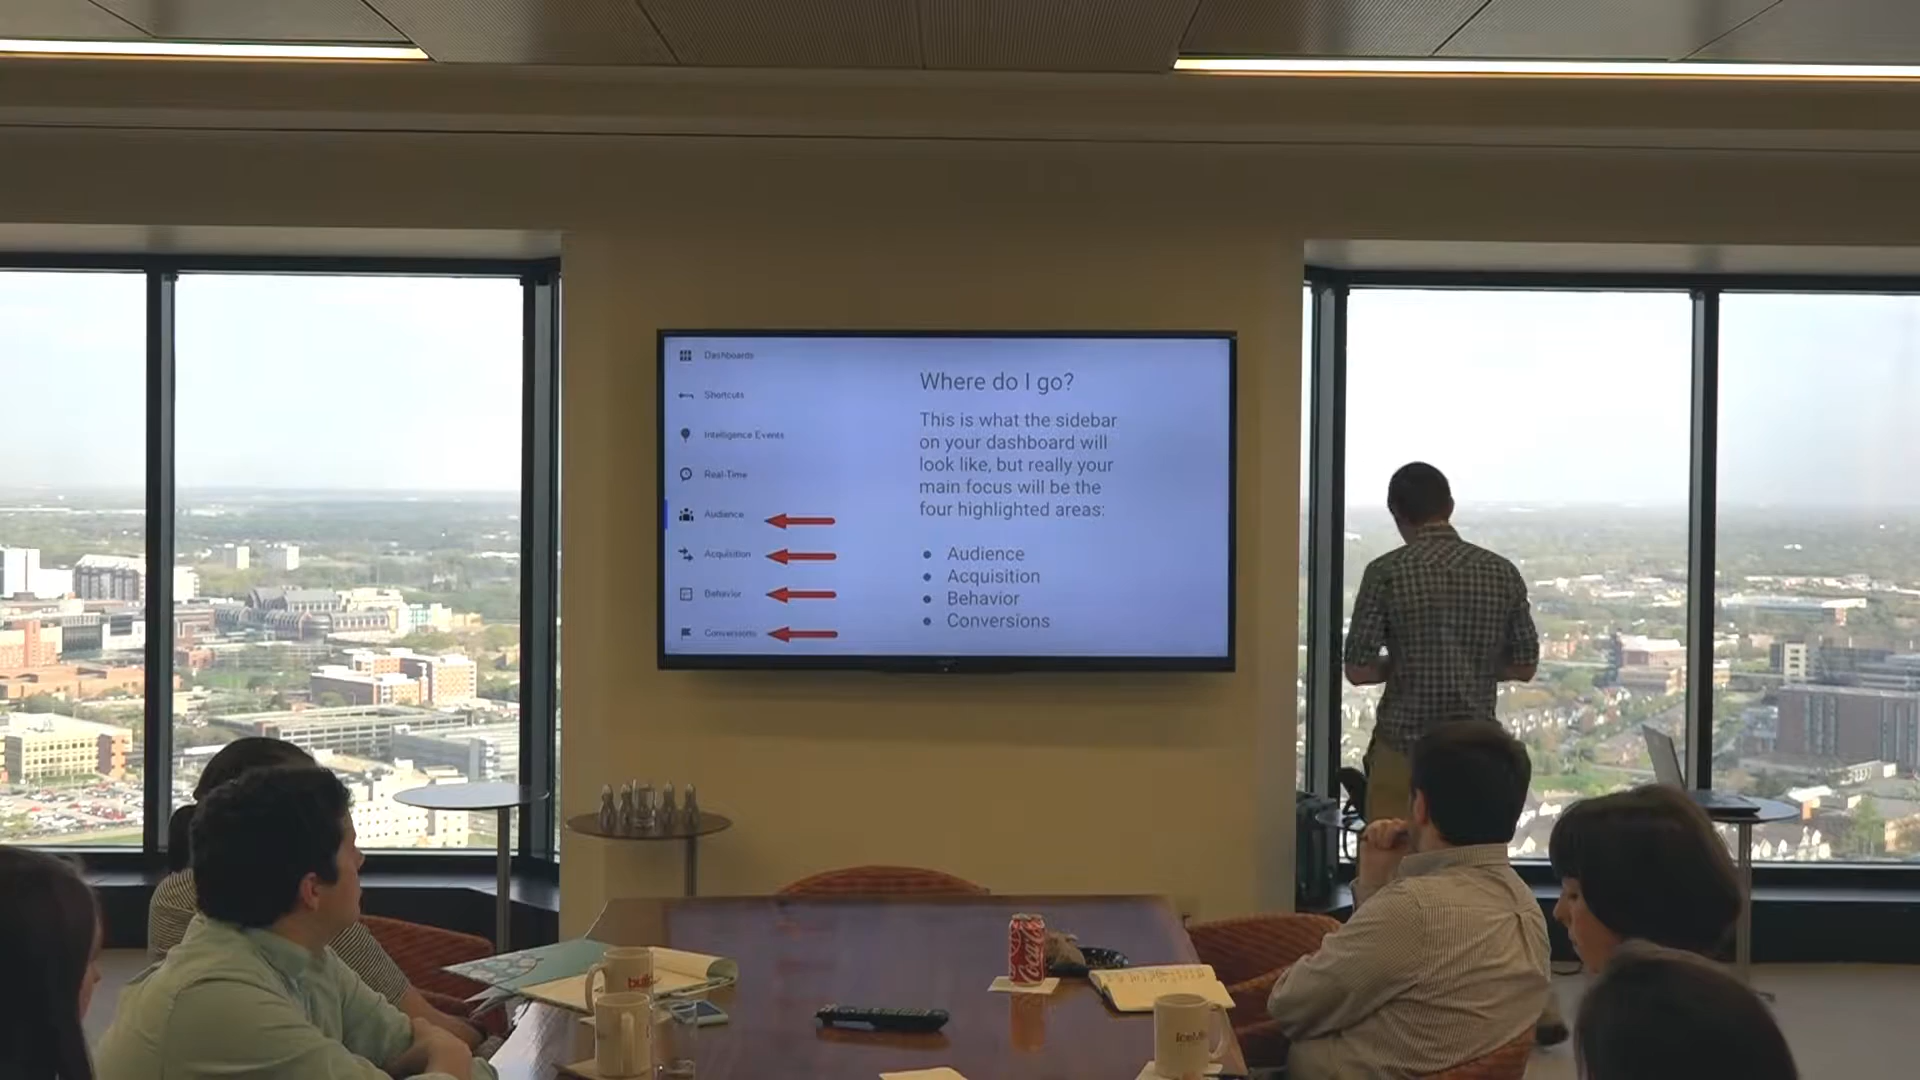 Dashboards
Shortcuts
Intelligence Events
Real-Time
Audience
Acquisition
Behavior
Conversions
Where do I go?
This is what the sidebar
on your dashboard will
look like, but really your
main focus will be the
four highlighted areas:
• Audience
• Acquisition
• Behavior
• Conversions
Coca-Cola